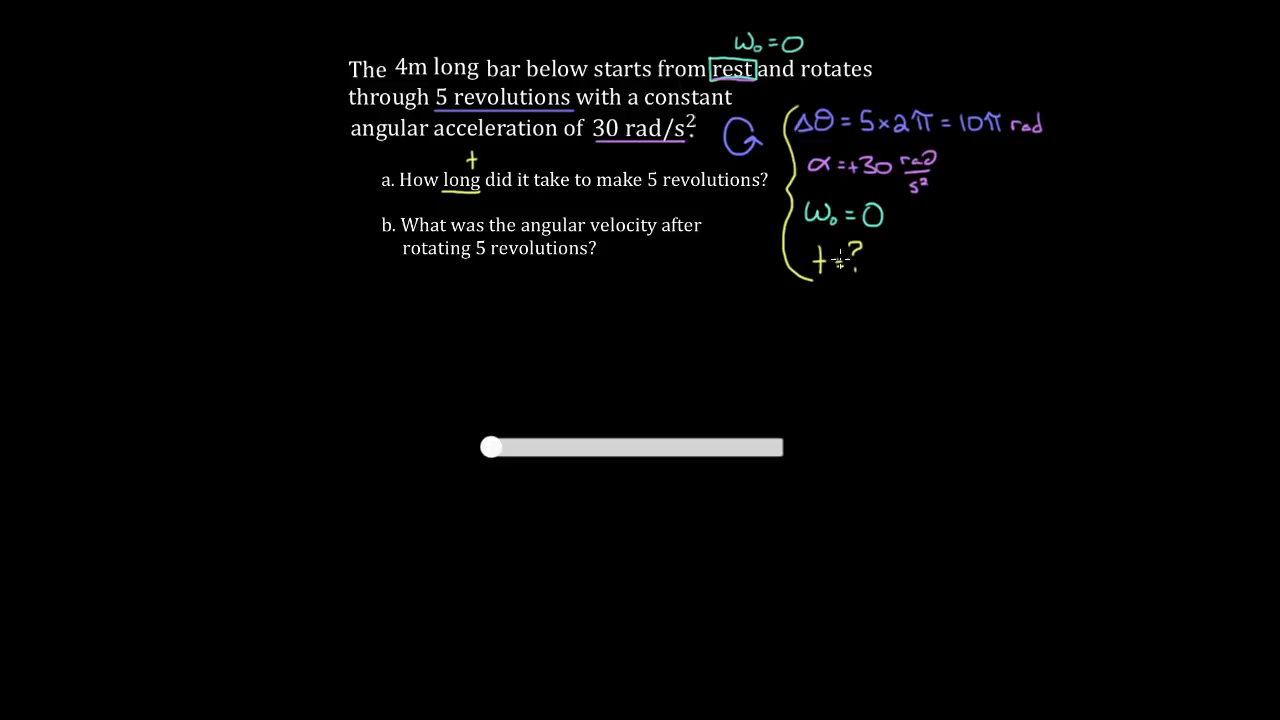 ω₀ = 0
The 4m long bar below starts from rest and rotates
through 5 revolutions with a constant
angular acceleration of 30 rad/s².
Δθ = 5 × 2π = 10π rad
α = +30 rad/s²
t
a. How long did it take to make 5 revolutions?
ω₀ = 0
b. What was the angular velocity after
rotating 5 revolutions?
t = ?